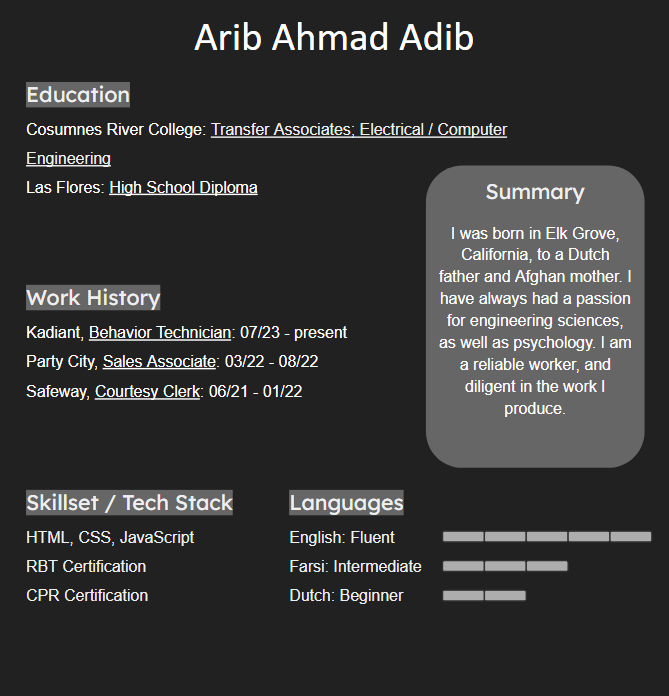 Arib Ahmad Adib
Education
Cosumnes River College: Transfer Associates; Electrical / Computer
Engineering
Las Flores: High School Diploma
Summary
I was born in Elk Grove,
California, to a Dutch
father and Afghan mother. I
have always had a passion
for engineering sciences,
as well as psychology. I am
a reliable worker, and
diligent in the work I
produce.
Work History
Kadiant, Behavior Technician: 07/23 - present
Party City, Sales Associate: 03/22 - 08/22
Safeway, Courtesy Clerk: 06/21 - 01/22
Skillset / Tech Stack
HTML, CSS, JavaScript
RBT Certification
CPR Certification
Languages
English: Fluent
Farsi: Intermediate
Dutch: Beginner